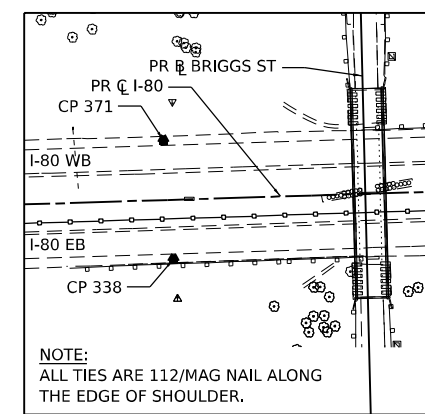 PR B BRIGGS ST
PR C I-80
CP 371
I-80 WB
I-80 EB
CP 338
NOTE:
ALL TIES ARE 112/MAG NAIL ALONG
THE EDGE OF SHOULDER.